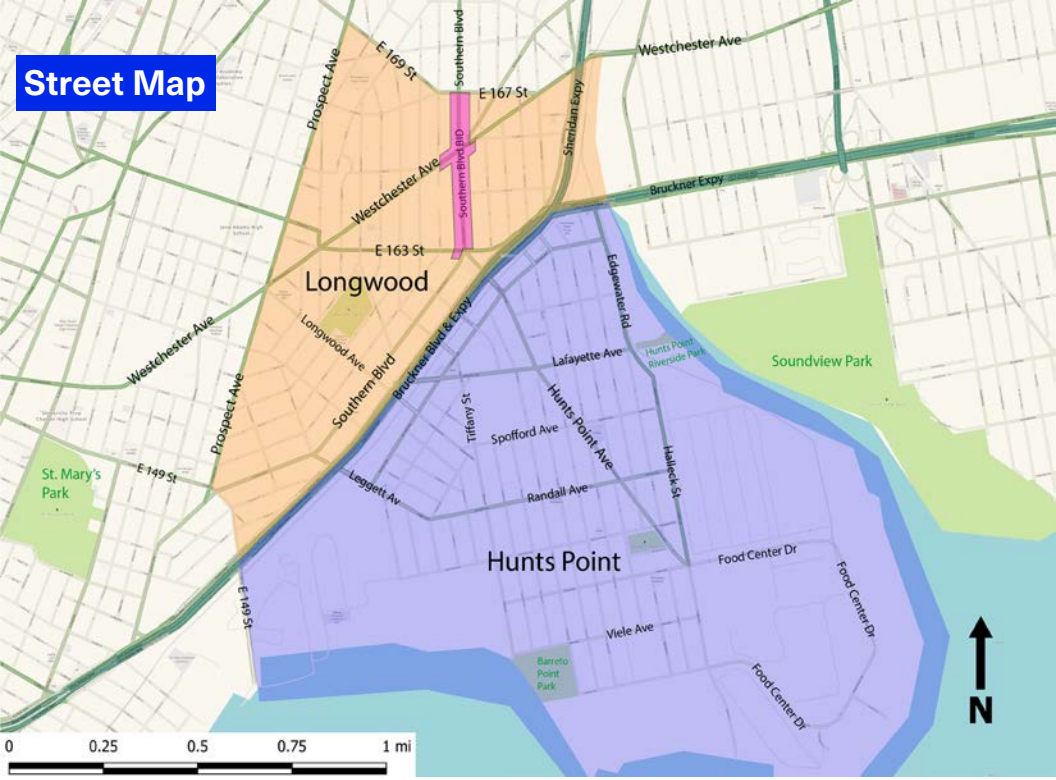 Street Map
Prospect Ave
E 169 St
Southern Blvd
Westchester Ave
E 167 St
Sheridan Expy
Southern Blvd BID
Westchester Ave
Bruckner Expy
E 163 St
Longwood
Edgewater Rd
Longwood Ave
Westchester Ave
Southern Blvd
Bruckner Blvd & Expy
Lafayette Ave
Hunts Point
Riverside Park
Soundview Park
Prospect Ave
Tiffany St
Hunts Point Ave
Spofford Ave
Halleck St
E 149 St
St. Mary's
Park
Leggett Av
Randall Ave
Hunts Point
Food Center Dr
Food Center Dr
E 149 St
Viele Ave
Barreto
Point
Park
Food Center Dr
N
0 0.25 0.5 0.75 1 mi